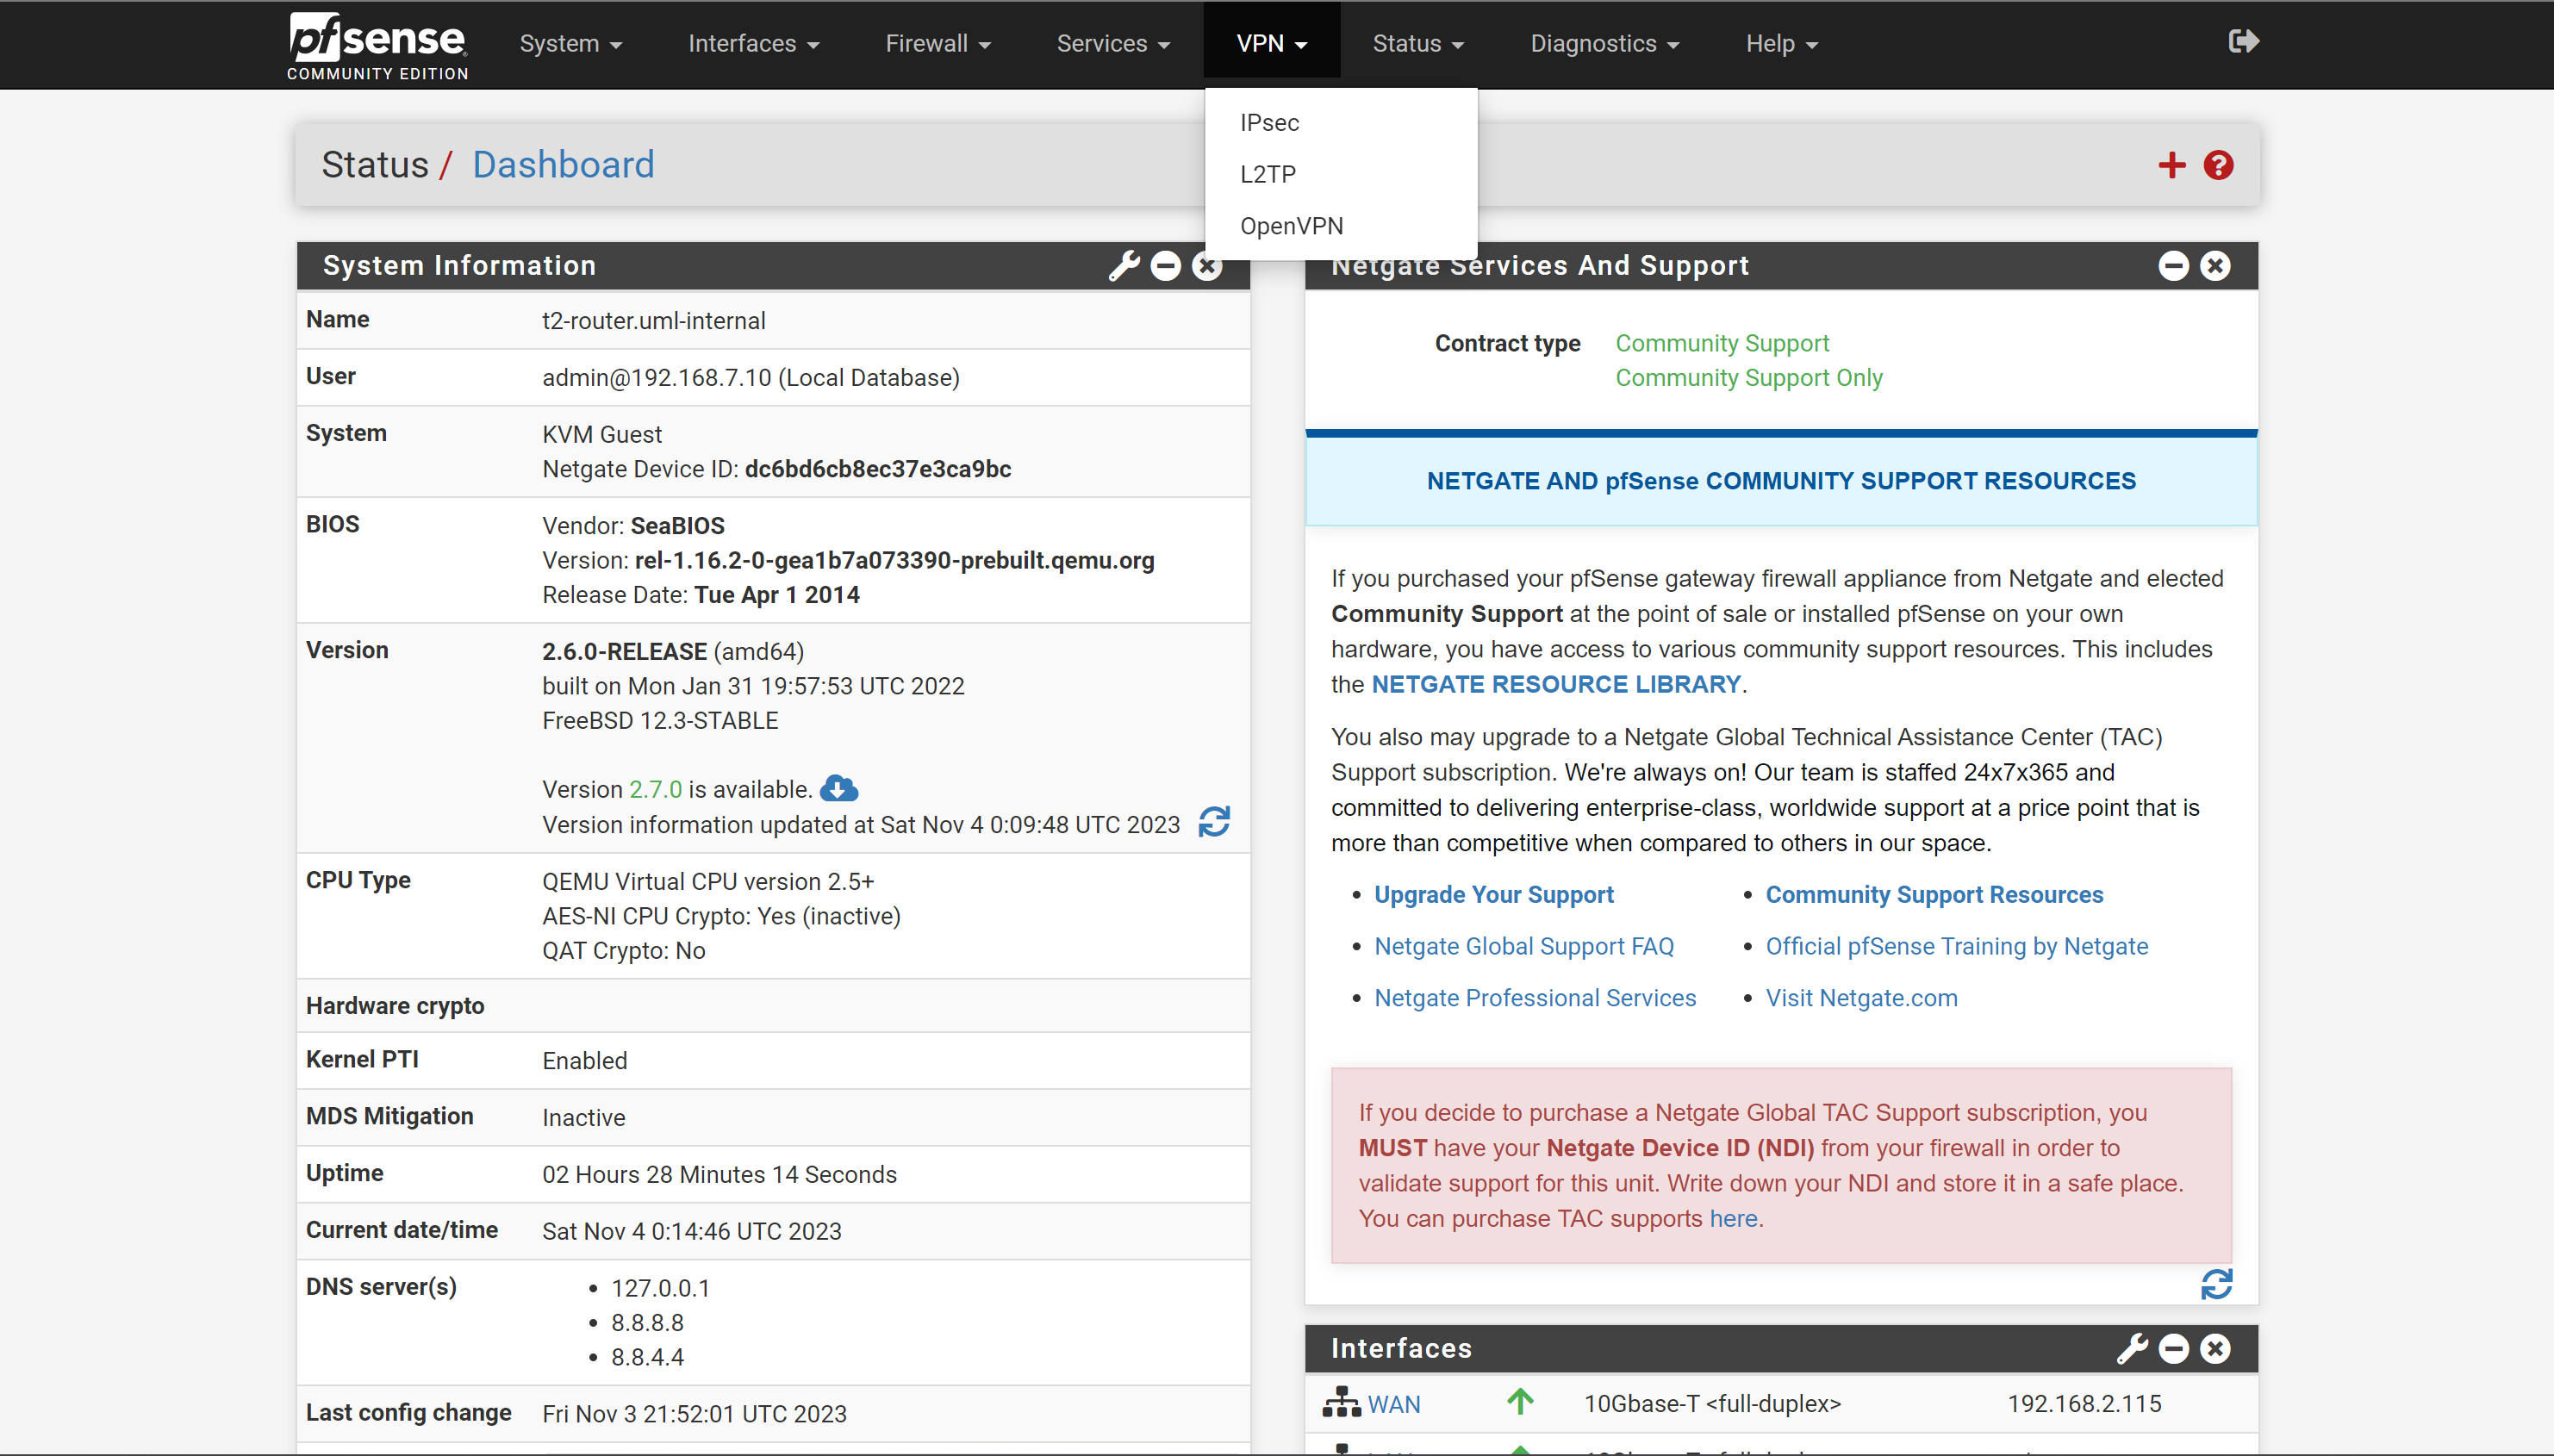 pfsense
COMMUNITY EDITION
System
Interfaces
Firewall
Services
VPN
Status
Diagnostics
Help
IPsec
L2TP
OpenVPN
Status / Dashboard
System Information
Name t2-router.uml-internal
User admin@192.168.7.10 (Local Database)
System KVM Guest
Netgate Device ID: dc6bd6cb8ec37e3ca9bc
BIOS Vendor: SeaBIOS
Version: rel-1.16.2-0-gea1b7a073390-prebuilt.qemu.org
Release Date: Tue Apr 1 2014
Version 2.6.0-RELEASE (amd64)
built on Mon Jan 31 19:57:53 UTC 2022
FreeBSD 12.3-STABLE
Version 2.7.0 is available.
Version information updated at Sat Nov 4 0:09:48 UTC 2023
CPU Type QEMU Virtual CPU version 2.5+
AES-NI CPU Crypto: Yes (inactive)
QAT Crypto: No
Hardware crypto
Kernel PTI Enabled
MDS Mitigation Inactive
Uptime 02 Hours 28 Minutes 14 Seconds
Current date/time Sat Nov 4 0:14:46 UTC 2023
DNS server(s) • 127.0.0.1
• 8.8.8.8
• 8.8.4.4
Last config change Fri Nov 3 21:52:01 UTC 2023
Netgate Services And Support
Contract type Community Support
Community Support Only
NETGATE AND pfSense COMMUNITY SUPPORT RESOURCES
If you purchased your pfSense gateway firewall appliance from Netgate and elected
Community Support at the point of sale or installed pfSense on your own
hardware, you have access to various community support resources. This includes
the NETGATE RESOURCE LIBRARY.
You also may upgrade to a Netgate Global Technical Assistance Center (TAC)
Support subscription. We're always on! Our team is staffed 24x7x365 and
committed to delivering enterprise-class, worldwide support at a price point that is
more than competitive when compared to others in our space.
• Upgrade Your Support • Community Support Resources
• Netgate Global Support FAQ • Official pfSense Training by Netgate
• Netgate Professional Services • Visit Netgate.com
If you decide to purchase a Netgate Global TAC Support subscription, you
MUST have your Netgate Device ID (NDI) from your firewall in order to
validate support for this unit. Write down your NDI and store it in a safe place.
You can purchase TAC supports here.
Interfaces
WAN 10Gbase-T <full-duplex> 192.168.2.115